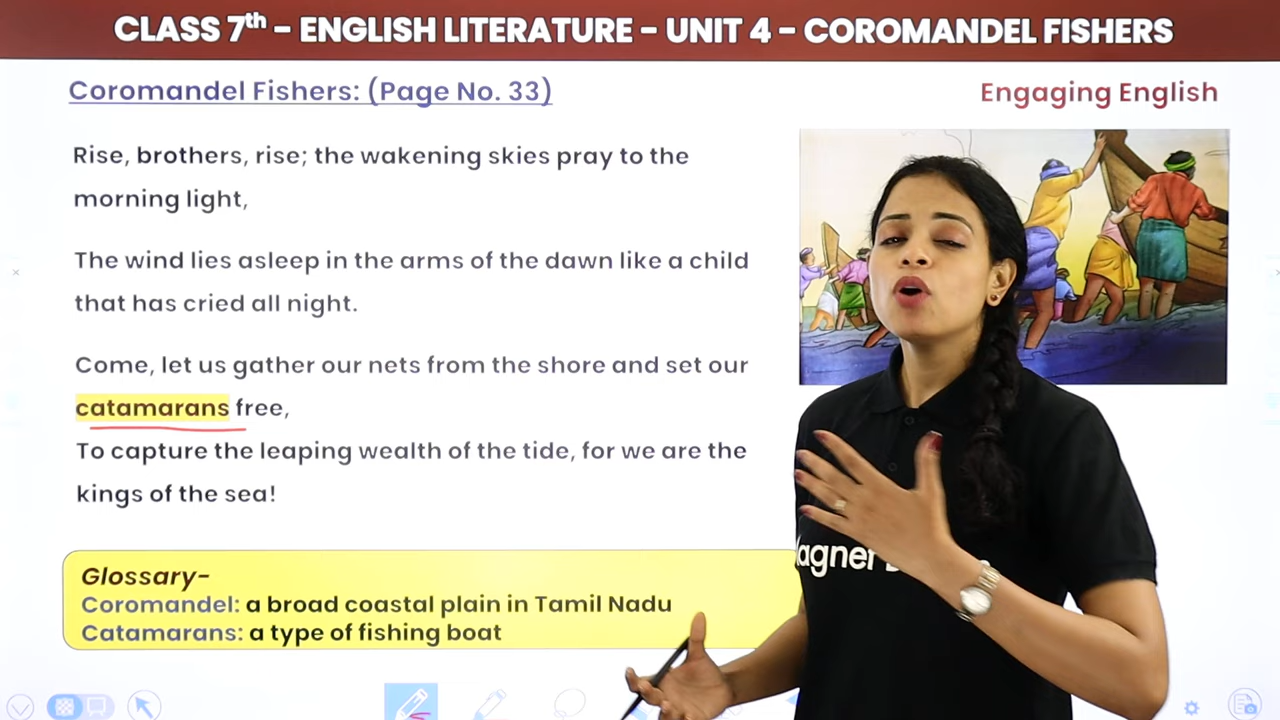 CLASS 7th - ENGLISH LITERATURE - UNIT 4 - COROMANDEL FISHERS
Coromandel Fishers: (Page No. 33)
Engaging English
Rise, brothers, rise; the wakening skies pray to the
morning light,
The wind lies asleep in the arms of the dawn like a child
that has cried all night.
Come, let us gather our nets from the shore and set our
catamarans free,
To capture the leaping wealth of the tide, for we are the
kings of the sea!
Glossary-
Coromandel: a broad coastal plain in Tamil Nadu
Catamarans: a type of fishing boat